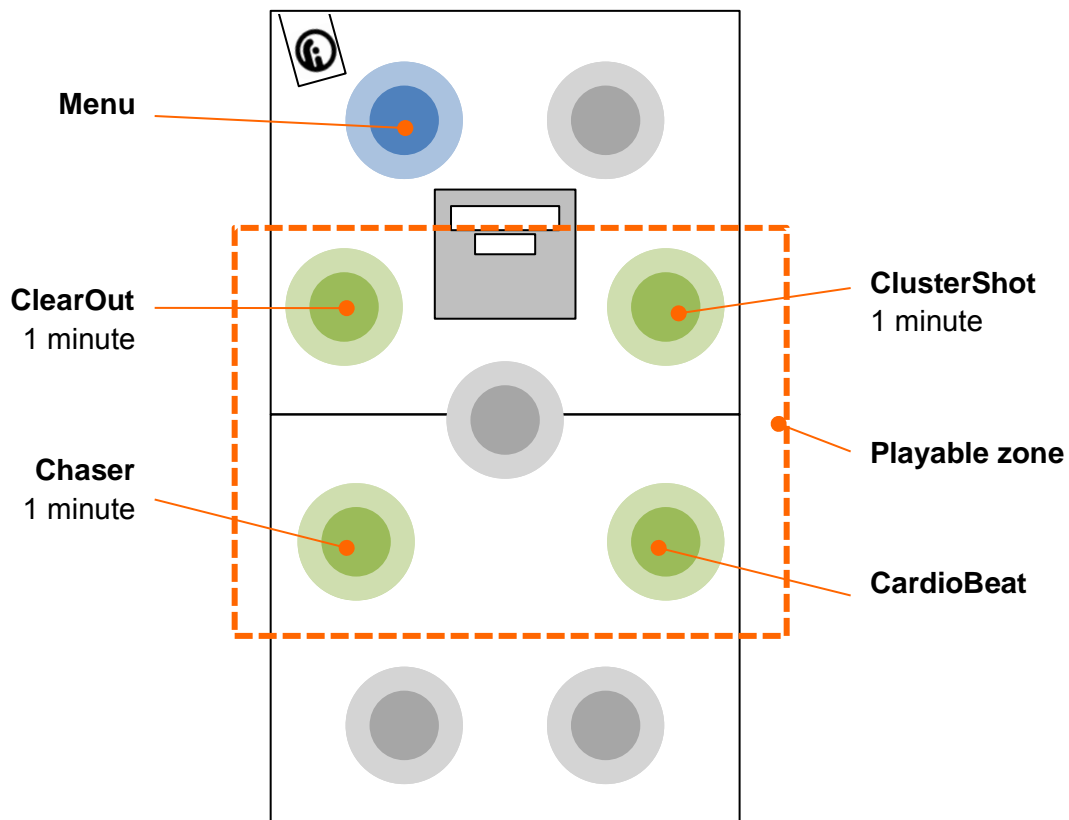 Menu
ClearOut
1 minute
ClusterShot
1 minute
Playable zone
Chaser
1 minute
CardioBeat